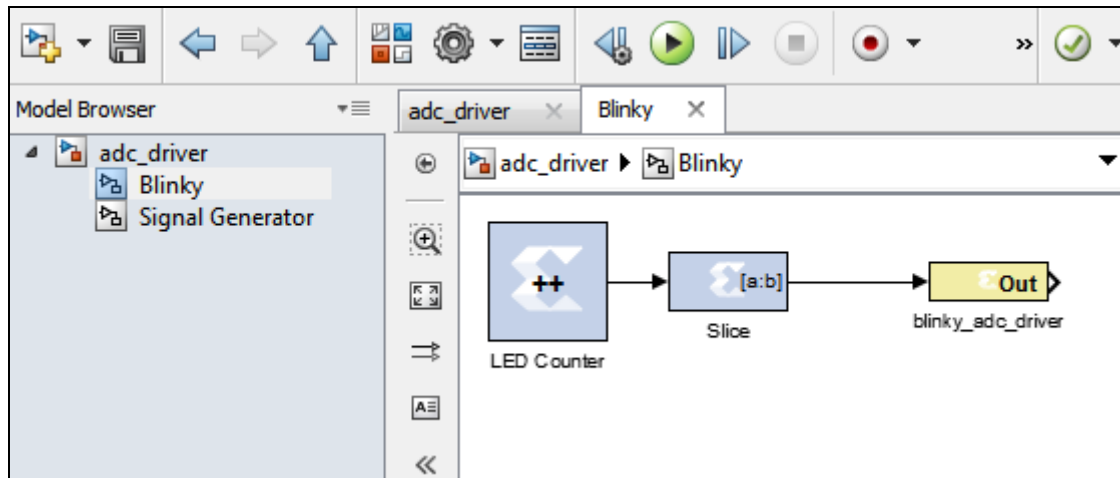 Model Browser
adc_driver
Blinky
Signal Generator
adc_driver Blinky
adc_driver Blinky
++
LED Counter
[a:b]
Slice
Out
blinky_adc_driver